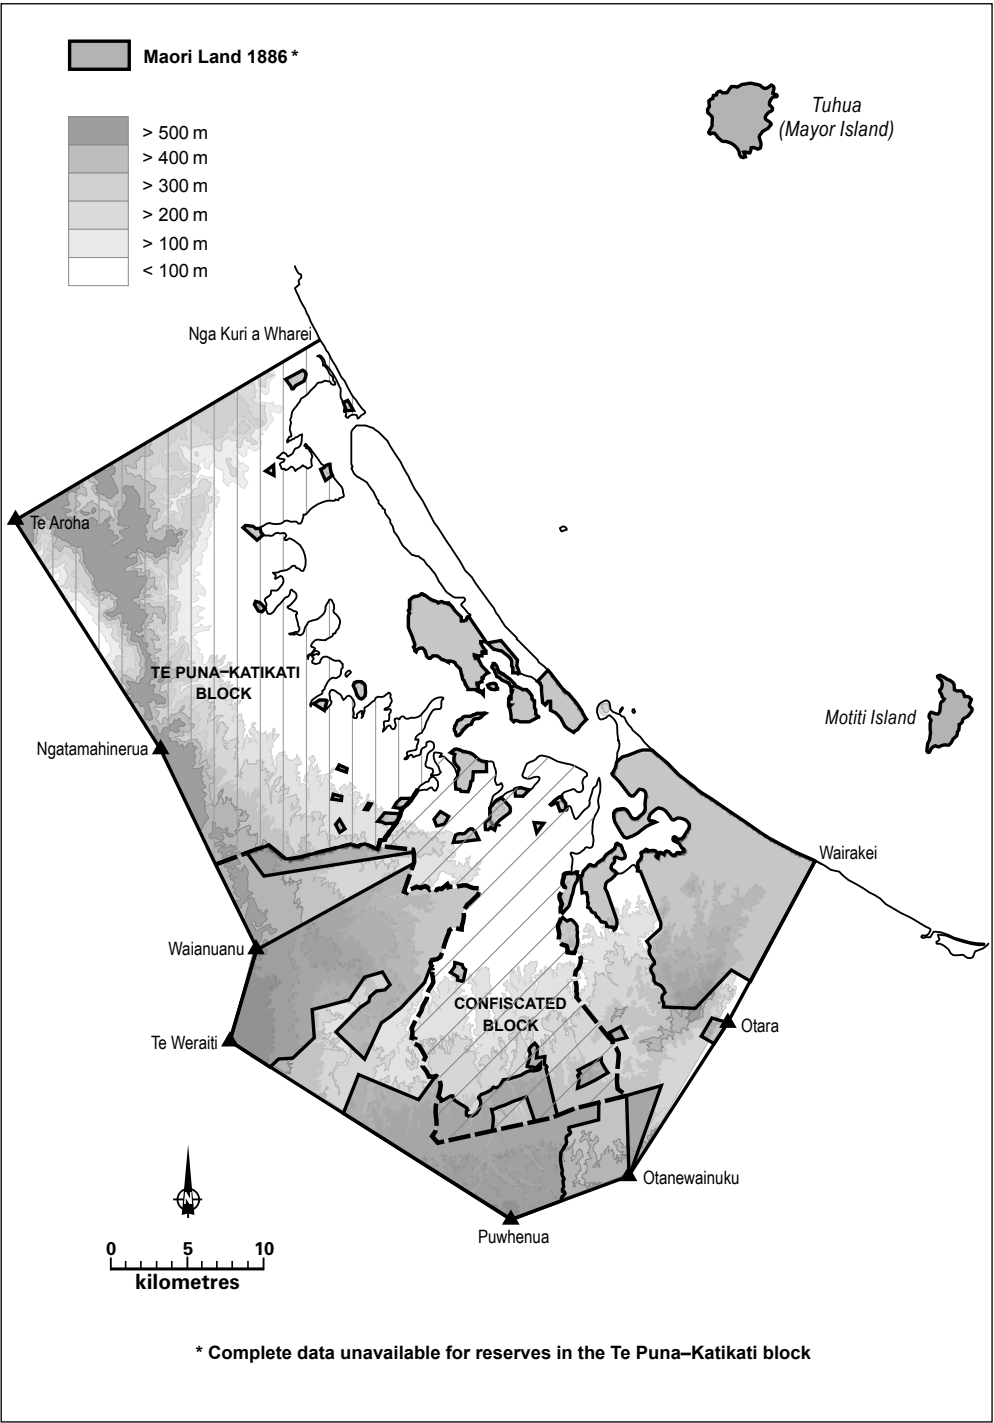 Maori Land 1886 *
> 500 m
> 400 m
> 300 m
> 200 m
> 100 m
< 100 m
Tuhua
(Mayor Island)
Nga Kuri a Wharei
Te Aroha
TE PUNA–KATIKATI
BLOCK
Ngatamahinerua
Motiti Island
Wairakei
Waianuanu
CONFISCATED
BLOCK
Otara
Te Weraiti
Otanewainuku
Puwhenua
0 5 10
kilometres
* Complete data unavailable for reserves in the Te Puna–Katikati block